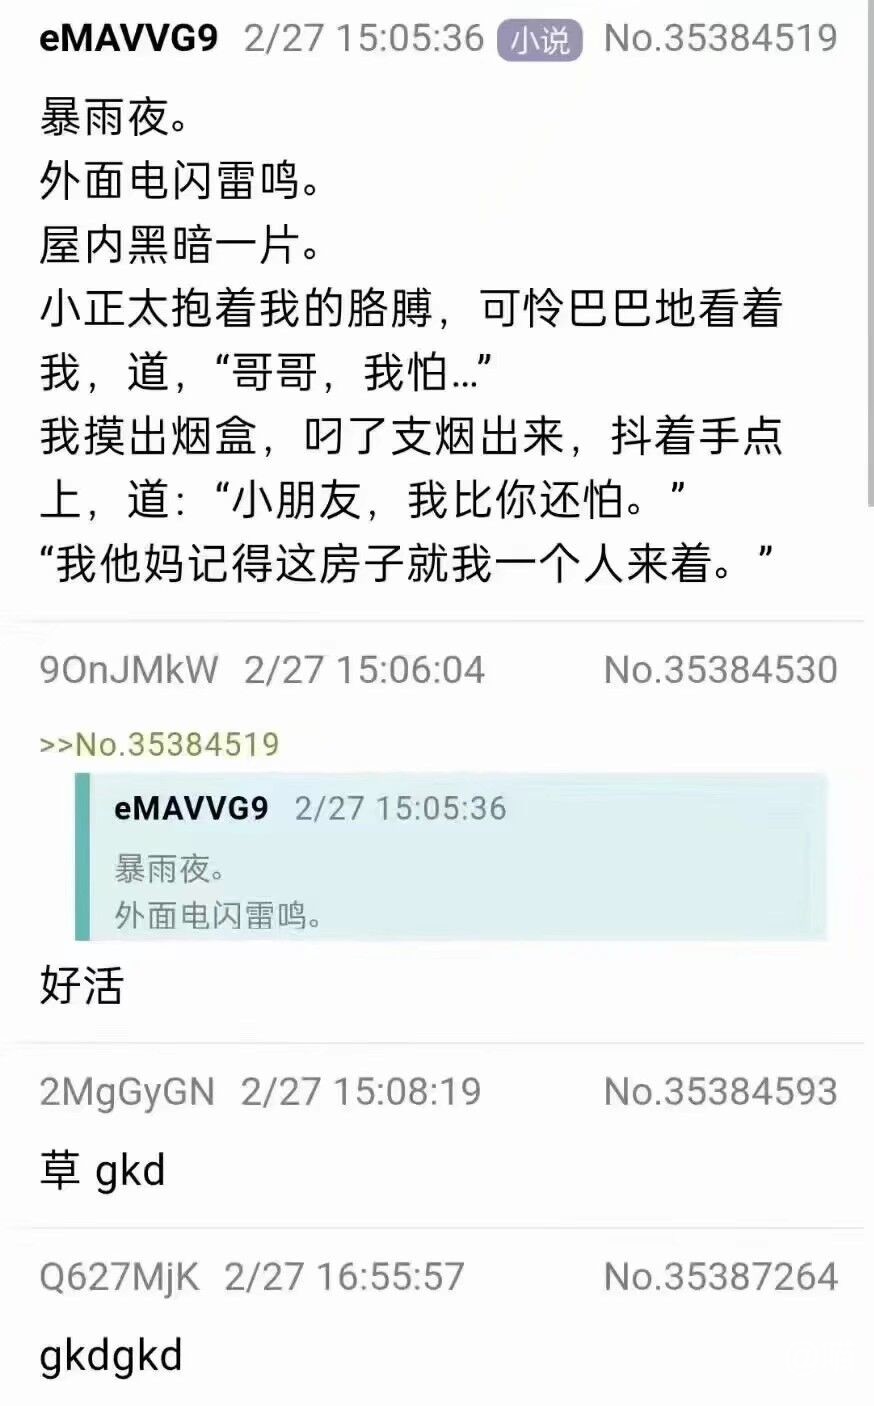 eMAVVG9 2/27 15:05:36 小说 No.35384519
暴雨夜。
外面电闪雷鸣。
屋内黑暗一片。
小正太抱着我的胳膊，可怜巴巴地看着
我，道，“哥哥，我怕...”
我摸出烟盒，叼了支烟出来，抖着手点
上，道：“小朋友，我比你还怕。”
“我他妈记得这房子就我一个人来着。”
9OnJMkW 2/27 15:06:04 No.35384530
>>No.35384519
eMAVVG9 2/27 15:05:36
暴雨夜。
外面电闪雷鸣。
好活
2MgGyGN 2/27 15:08:19 No.35384593
草 gkd
Q627MjK 2/27 16:55:57 No.35387264
gkdgkd